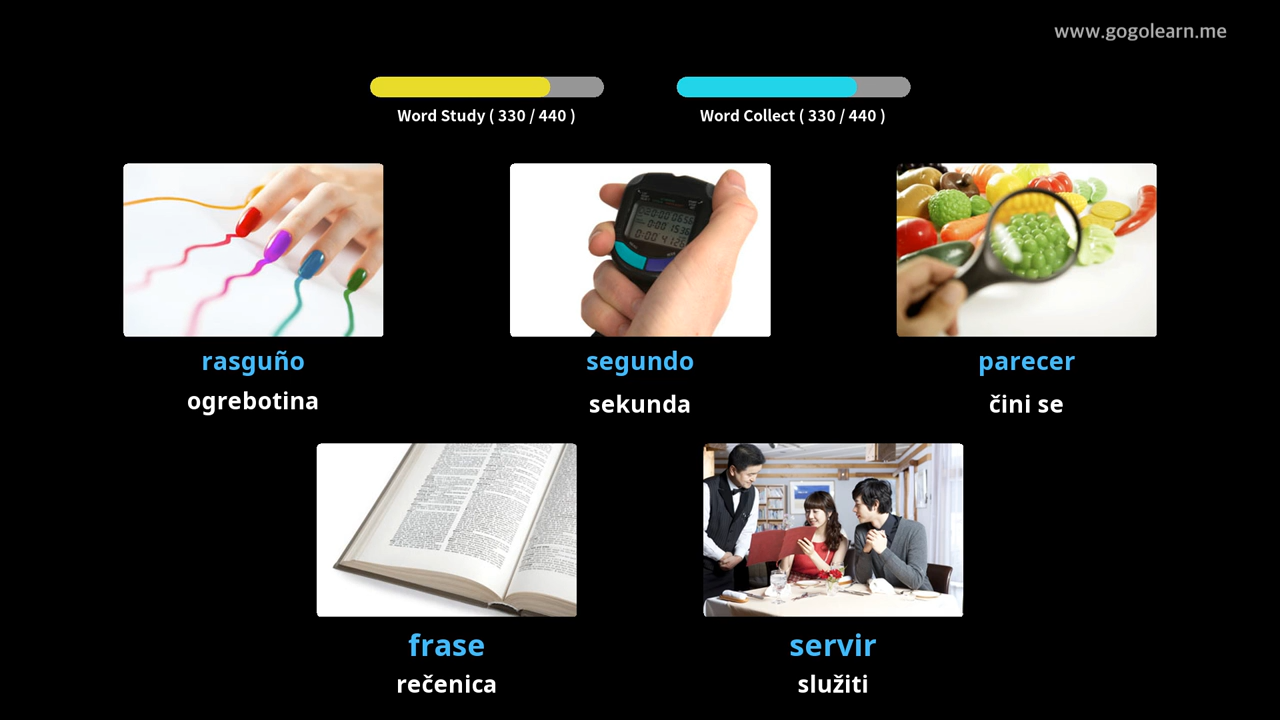 www.gogolearn.me
Word Study ( 330 / 440 )
Word Collect ( 330 / 440 )
rasguño
ogrebotina
segundo
sekunda
parecer
čini se
frase
rečenica
servir
služiti